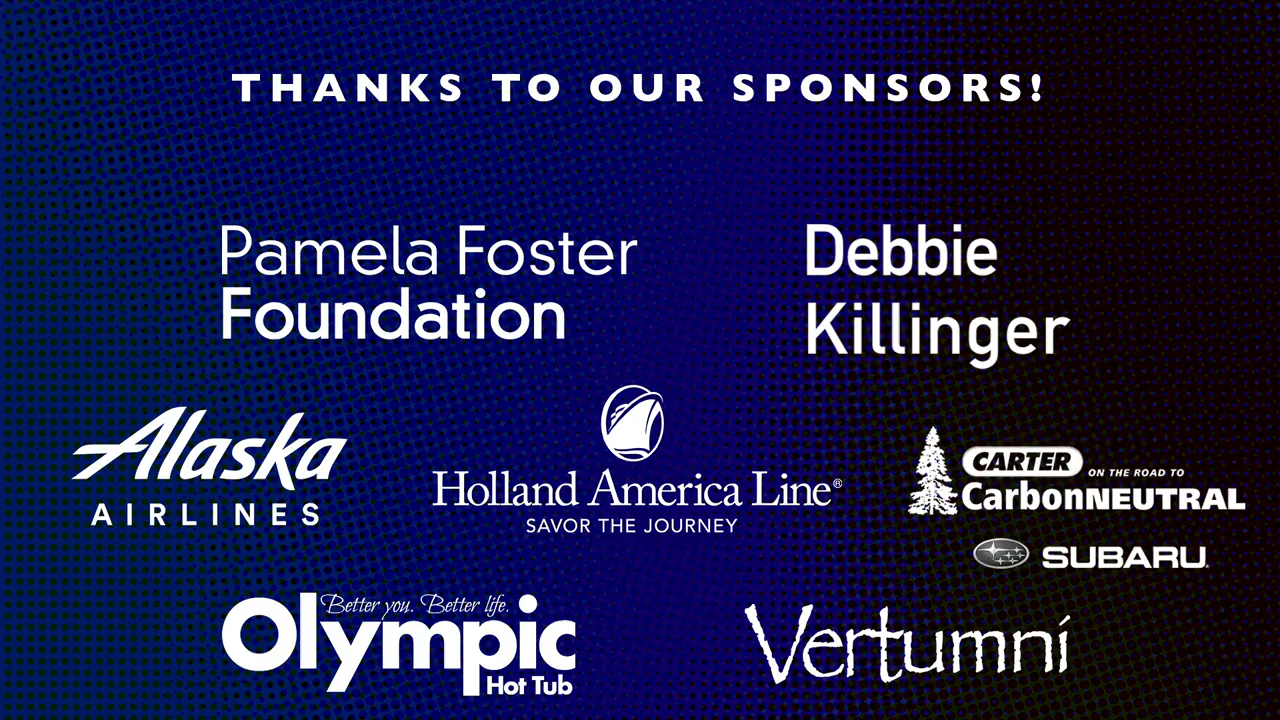 THANKS TO OUR SPONSORS!
Pamela Foster
Foundation
Debbie
Killinger
Alaska
AIRLINES
Holland America Line®
SAVOR THE JOURNEY
CARTER ON THE ROAD TO
CarbonNEUTRAL
SUBARU
Better you. Better life.
Olympic
Hot Tub
Vertumni